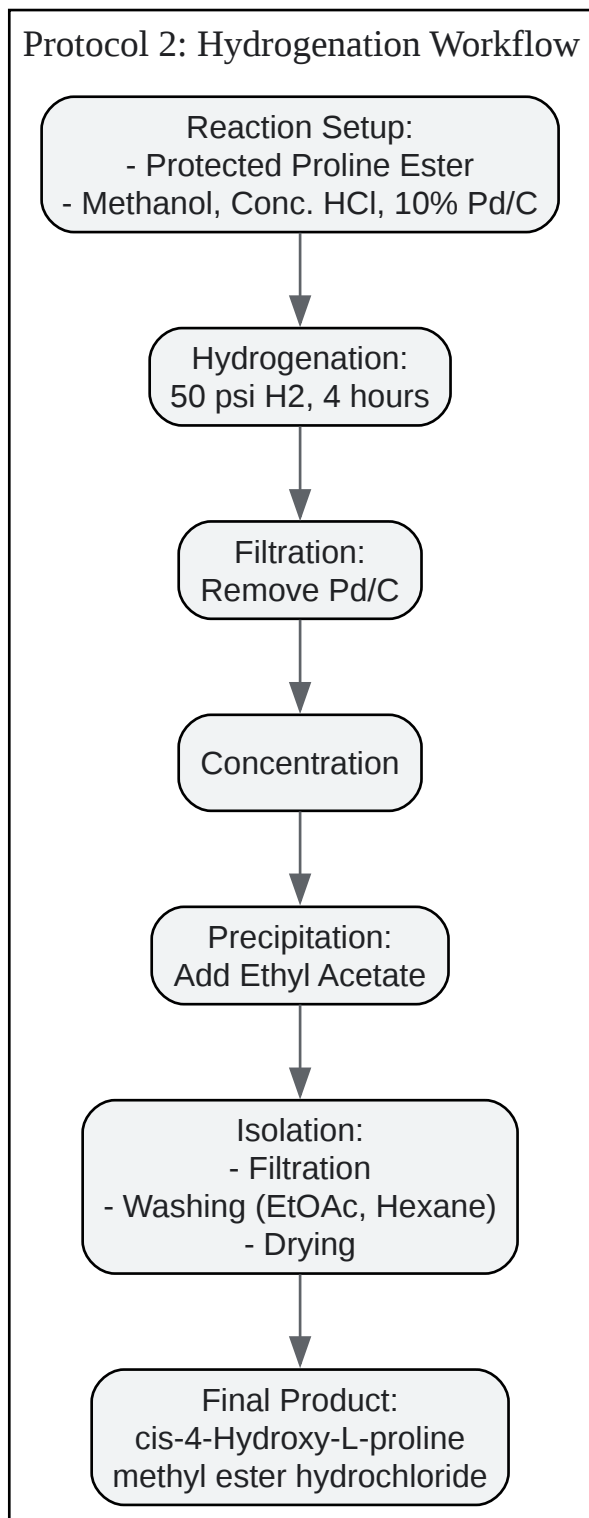 Protocol 2: Hydrogenation Workflow
Reaction Setup:
- Protected Proline Ester
- Methanol, Conc. HCl, 10% Pd/C
Hydrogenation:
50 psi H2, 4 hours
Filtration:
Remove Pd/C
Concentration
Precipitation:
Add Ethyl Acetate
Isolation:
- Filtration
- Washing (EtOAc, Hexane)
- Drying
Final Product:
cis-4-Hydroxy-L-proline
methyl ester hydrochloride